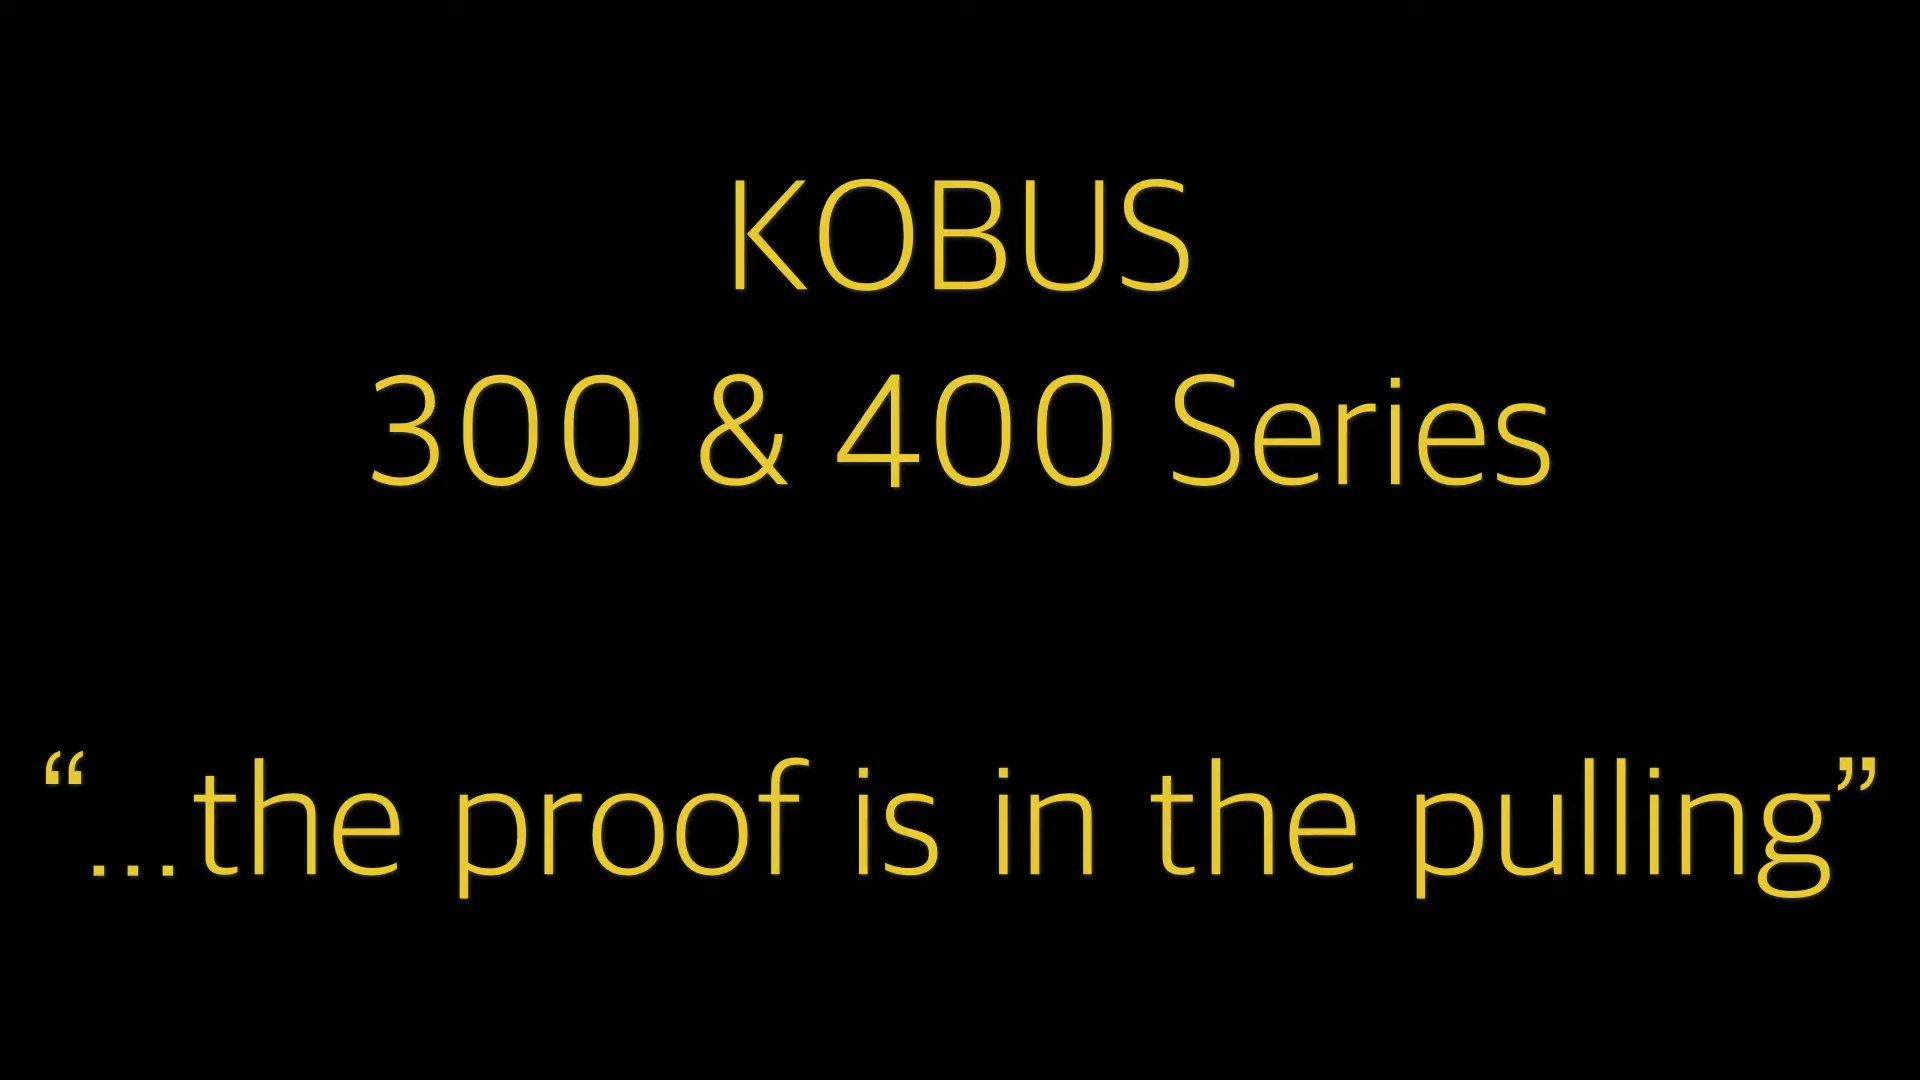 KOBUS
300 & 400 Series
“...the proof is in the pulling”